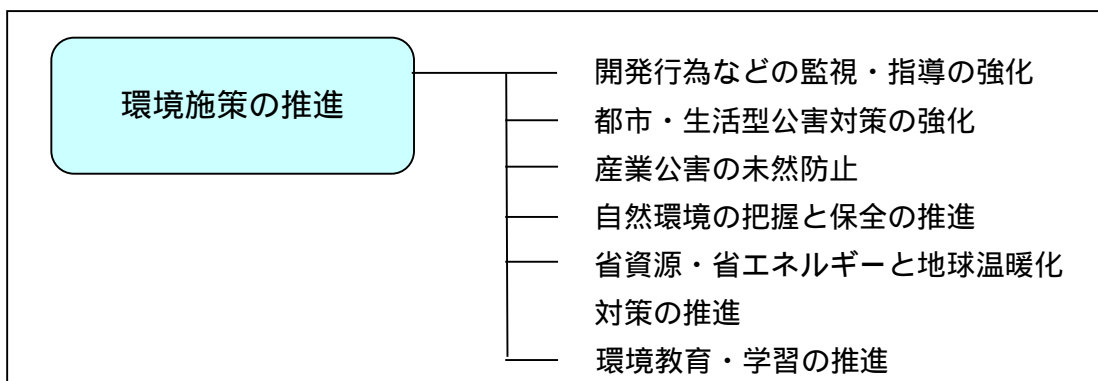 環境施策の推進
開発行為などの監視・指導の強化
都市・生活型公害対策の強化
産業公害の未然防止
自然環境の把握と保全の推進
省資源・省エネルギーと地球温暖化
対策の推進
環境教育・学習の推進